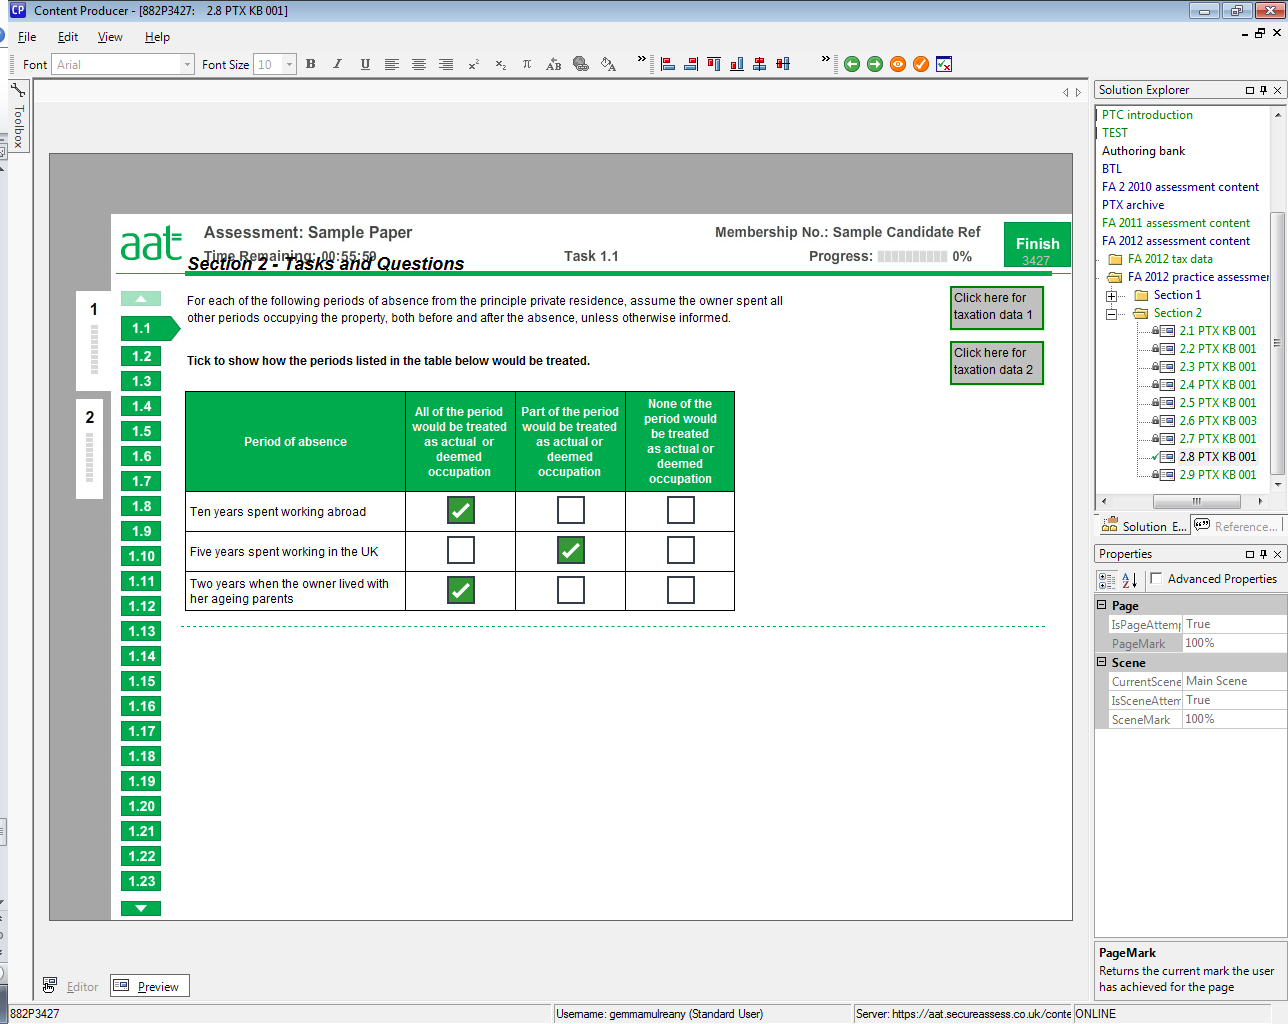 Content Producer - [882P3427: 2.8 PTX KB 001]
File Edit View Help
Font Arial Font Size 10 B I U
Toolbox
aat
Assessment: Sample Paper
Membership No.: Sample Candidate Ref
Time Remaining: 00:55:59
Task 1.1
Progress: 0%
Finish
3427
Section 2 - Tasks and Questions
1
2
1.1
1.2
1.3
1.4
1.5
1.6
1.7
1.8
1.9
1.10
1.11
1.12
1.13
1.14
1.15
1.16
1.17
1.18
1.19
1.20
1.21
1.22
1.23
For each of the following periods of absence from the principle private residence, assume the owner spent all
other periods occupying the property, both before and after the absence, unless otherwise informed.
Tick to show how the periods listed in the table below would be treated.
Click here for
taxation data 1
Click here for
taxation data 2
Period of absence
All of the period
would be treated
as actual or
deemed
occupation
Part of the period
would be treated
as actual or
deemed
occupation
None of the
period would
be treated
as actual or
deemed
occupation
Ten years spent working abroad
Five years spent working in the UK
Two years when the owner lived with
her ageing parents
Editor Preview
Solution Explorer
PTC introduction
TEST
Authoring bank
BTL
FA 2 2010 assessment content
PTX archive
FA 2011 assessment content
FA 2012 assessment content
FA 2012 tax data
FA 2012 practice assessmer
Section 1
Section 2
2.1 PTX KB 001
2.2 PTX KB 001
2.3 PTX KB 001
2.4 PTX KB 001
2.5 PTX KB 001
2.6 PTX KB 003
2.7 PTX KB 001
2.8 PTX KB 001
2.9 PTX KB 001
Solution E... Reference...
Properties
Advanced Properties
Page
IsPageAttemp True
PageMark 100%
Scene
CurrentScene Main Scene
IsSceneAttem True
SceneMark 100%
PageMark
Returns the current mark the user
has achieved for the page
882P3427
Username: gemmamulreany (Standard User)
Server: https://aat.secureassess.co.uk/conte
ONLINE